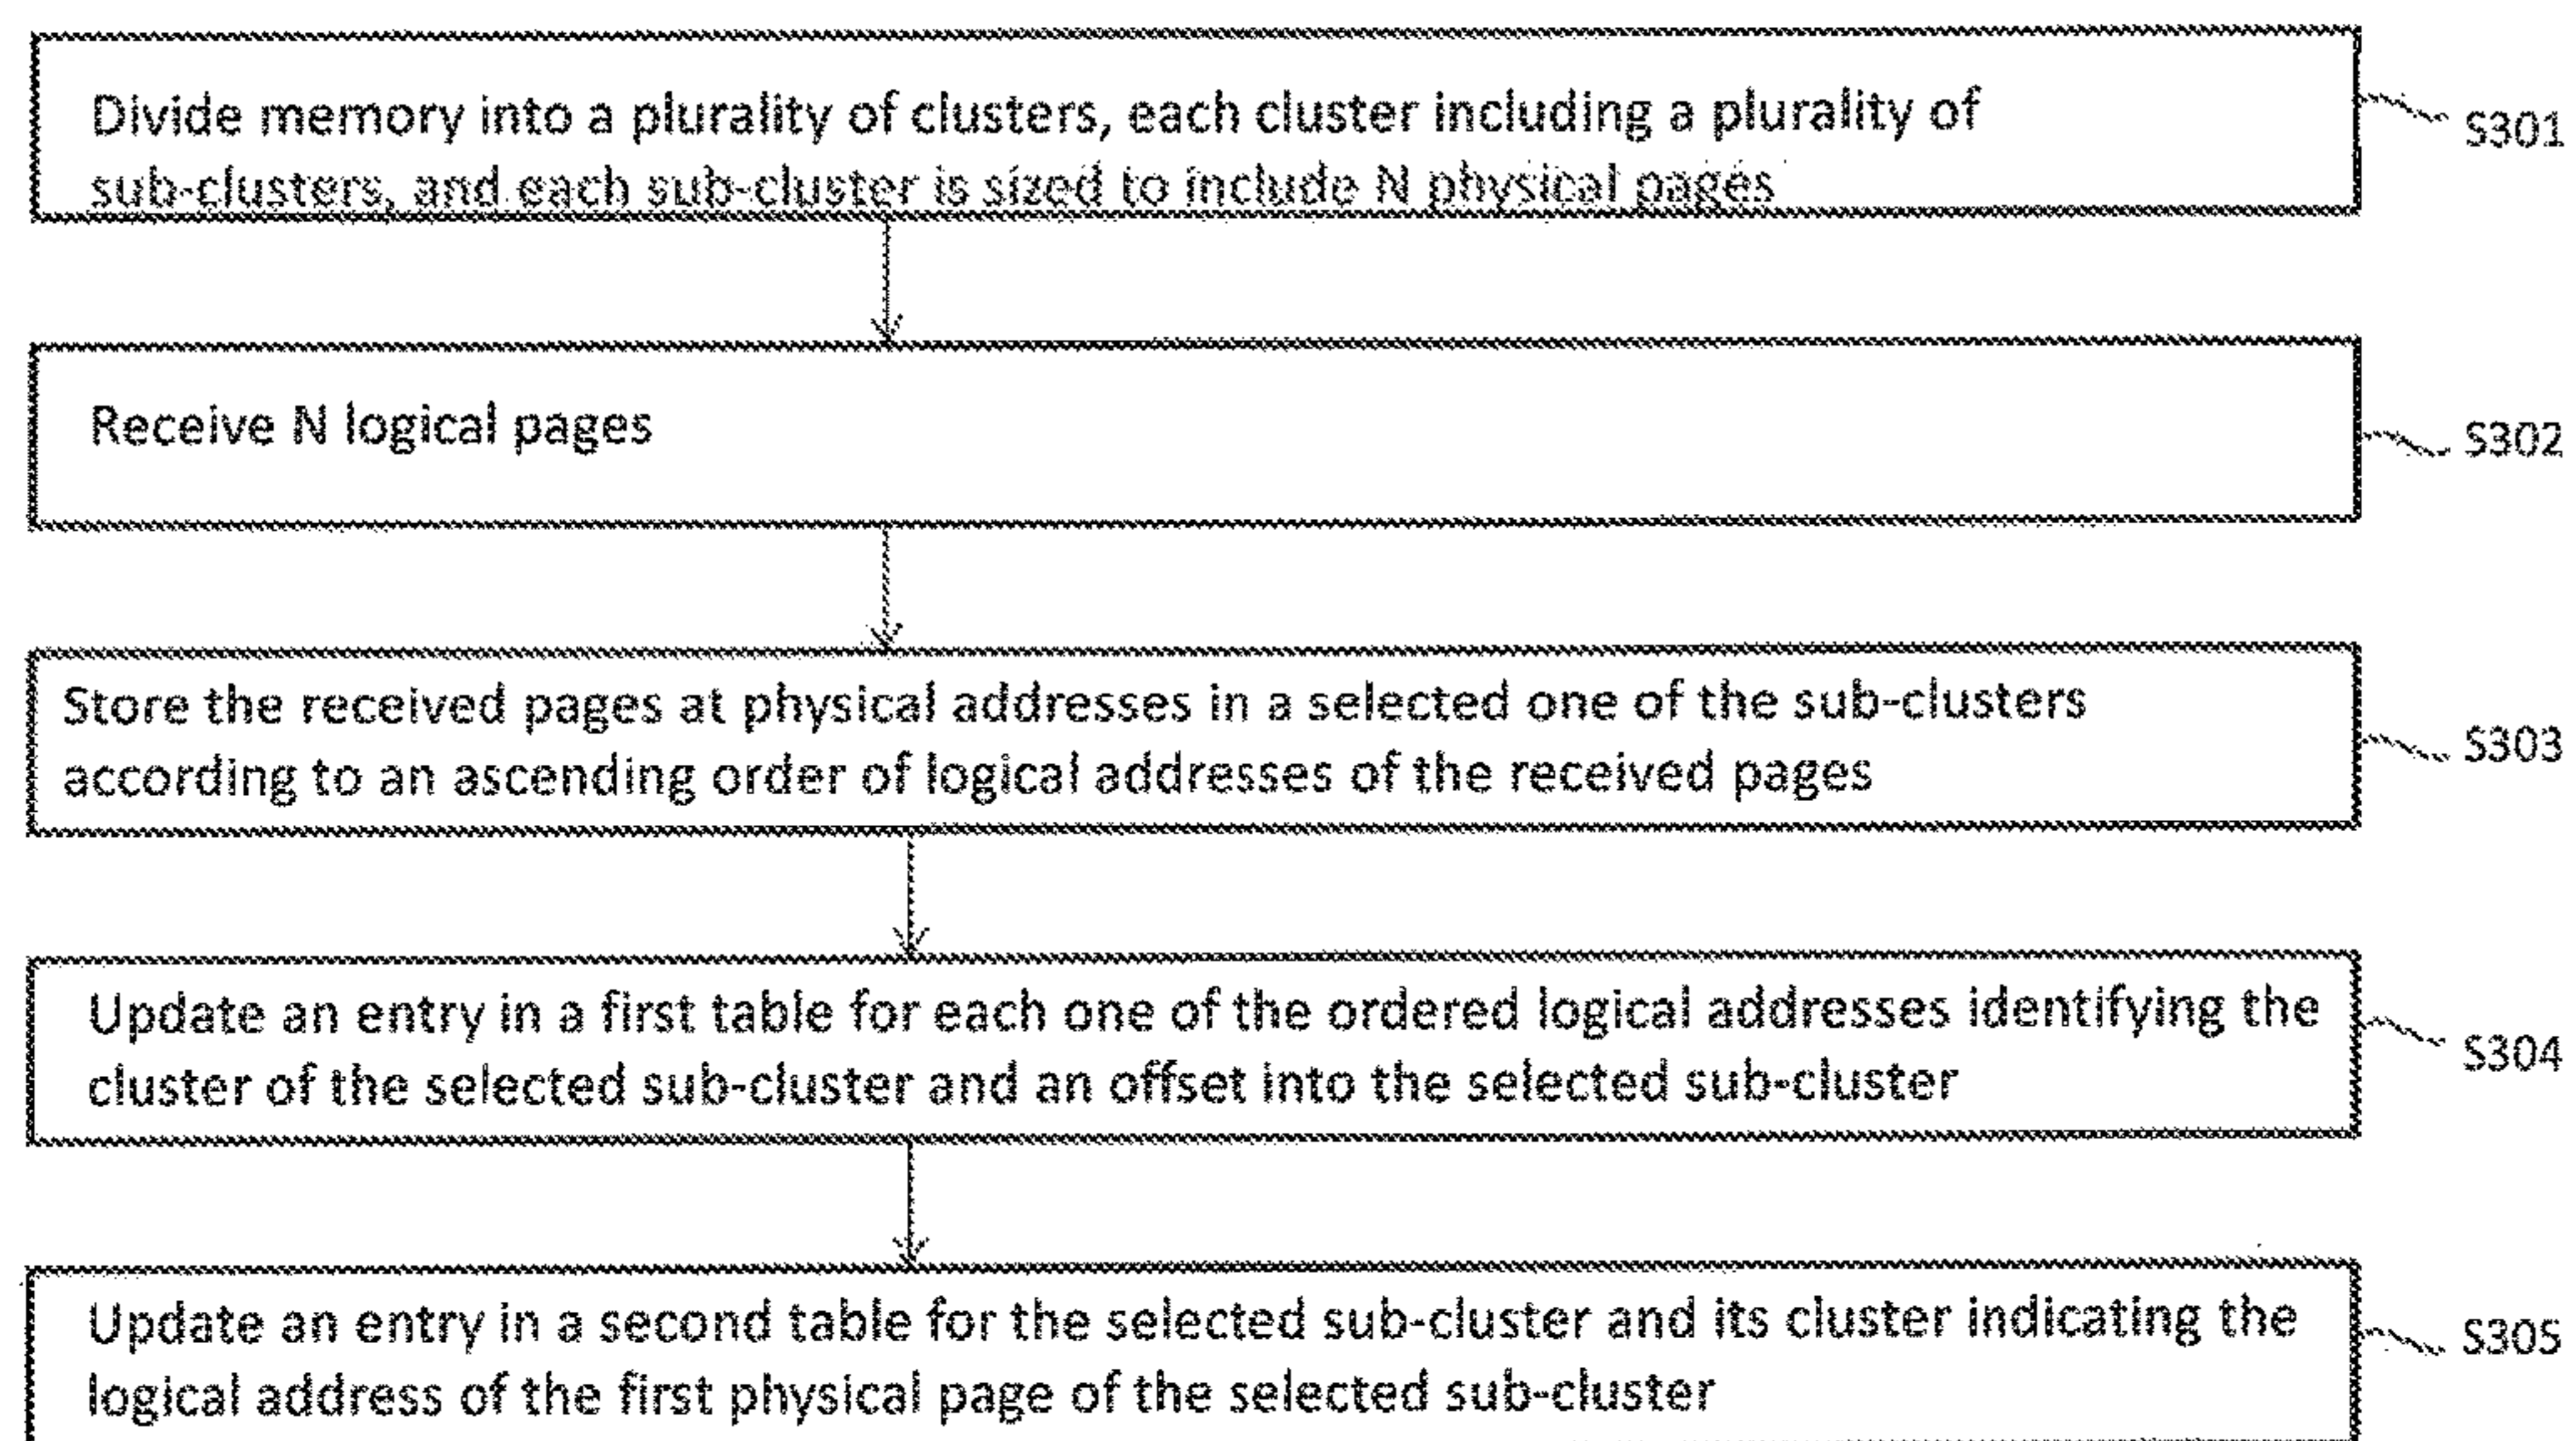 Divide memory into a plurality of clusters, each cluster including a plurality of
S301
sub-clusters, and each sub-cluster is sized to include N physical pages
Receive N logical pages
S302
Store the received pages at physical addresses in a selected one of the sub-clusters
S303
according to an ascending order of logical addresses of the received pages
Update an entry in a first table for each one of the ordered logical addresses identifying the
S304
cluster of the selected sub-cluster and an offset into the selected sub-cluster
Update an entry in a second table for the selected sub-cluster and its cluster indicating the
S305
logical address of the first physical page of the selected sub-cluster